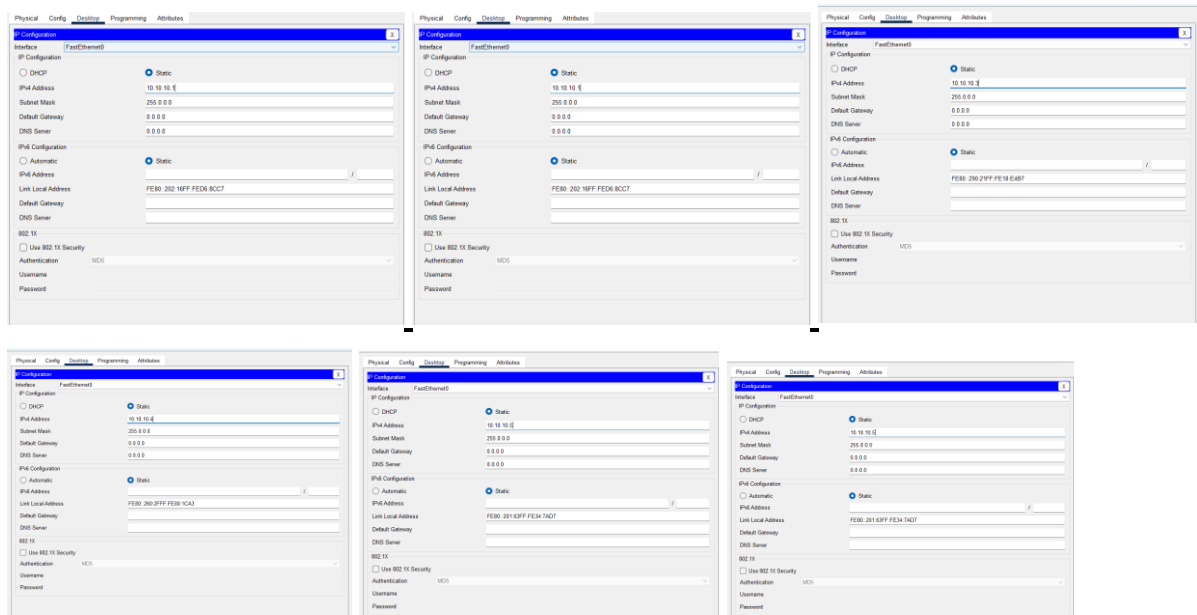 Physical Config Desktop Programming Attributes
IP Configuration X
Interface FastEthernet0
IP Configuration
DHCP Static
IPv4 Address 10.10.10.1
Subnet Mask 255.0.0.0
Default Gateway 0.0.0.0
DNS Server 0.0.0.0
IPv6 Configuration
Automatic Static
IPv6 Address /
Link Local Address FE80::202:16FF:FED6:8CC7
Default Gateway
DNS Server
802.1X
Use 802.1X Security
Authentication MD5
Username
Password
Physical Config Desktop Programming Attributes
IP Configuration X
Interface FastEthernet0
IP Configuration
DHCP Static
IPv4 Address 10.10.10.1
Subnet Mask 255.0.0.0
Default Gateway 0.0.0.0
DNS Server 0.0.0.0
IPv6 Configuration
Automatic Static
IPv6 Address /
Link Local Address FE80::202:16FF:FED6:8CC7
Default Gateway
DNS Server
802.1X
Use 802.1X Security
Authentication MD5
Username
Password
Physical Config Desktop Programming Attributes
IP Configuration X
Interface FastEthernet0
IP Configuration
DHCP Static
IPv4 Address 10.10.10.3
Subnet Mask 255.0.0.0
Default Gateway 0.0.0.0
DNS Server 0.0.0.0
IPv6 Configuration
Automatic Static
IPv6 Address /
Link Local Address FE80::290:21FF:FE18:E4B7
Default Gateway
DNS Server
802.1X
Use 802.1X Security
Authentication MD5
Username
Password
Physical Config Desktop Programming Attributes
IP Configuration X
Interface FastEthernet0
IP Configuration
DHCP Static
IPv4 Address 10.10.10.4
Subnet Mask 255.0.0.0
Default Gateway 0.0.0.0
DNS Server 0.0.0.0
IPv6 Configuration
Automatic Static
IPv6 Address /
Link Local Address FE80::260:2FFF:FE00:1CA3
Default Gateway
DNS Server
802.1X
Use 802.1X Security
Authentication MD5
Username
Password
Physical Config Desktop Programming Attributes
IP Configuration X
Interface FastEthernet0
IP Configuration
DHCP Static
IPv4 Address 10.10.10.5
Subnet Mask 255.0.0.0
Default Gateway 0.0.0.0
DNS Server 0.0.0.0
IPv6 Configuration
Automatic Static
IPv6 Address /
Link Local Address FE80::201:63FF:FE34:7AD7
Default Gateway
DNS Server
802.1X
Use 802.1X Security
Authentication MD5
Username
Password
Physical Config Desktop Programming Attributes
IP Configuration X
Interface FastEthernet0
IP Configuration
DHCP Static
IPv4 Address 10.10.10.5
Subnet Mask 255.0.0.0
Default Gateway 0.0.0.0
DNS Server 0.0.0.0
IPv6 Configuration
Automatic Static
IPv6 Address /
Link Local Address FE80::201:63FF:FE34:7AD7
Default Gateway
DNS Server
802.1X
Use 802.1X Security
Authentication MD5
Username
Password